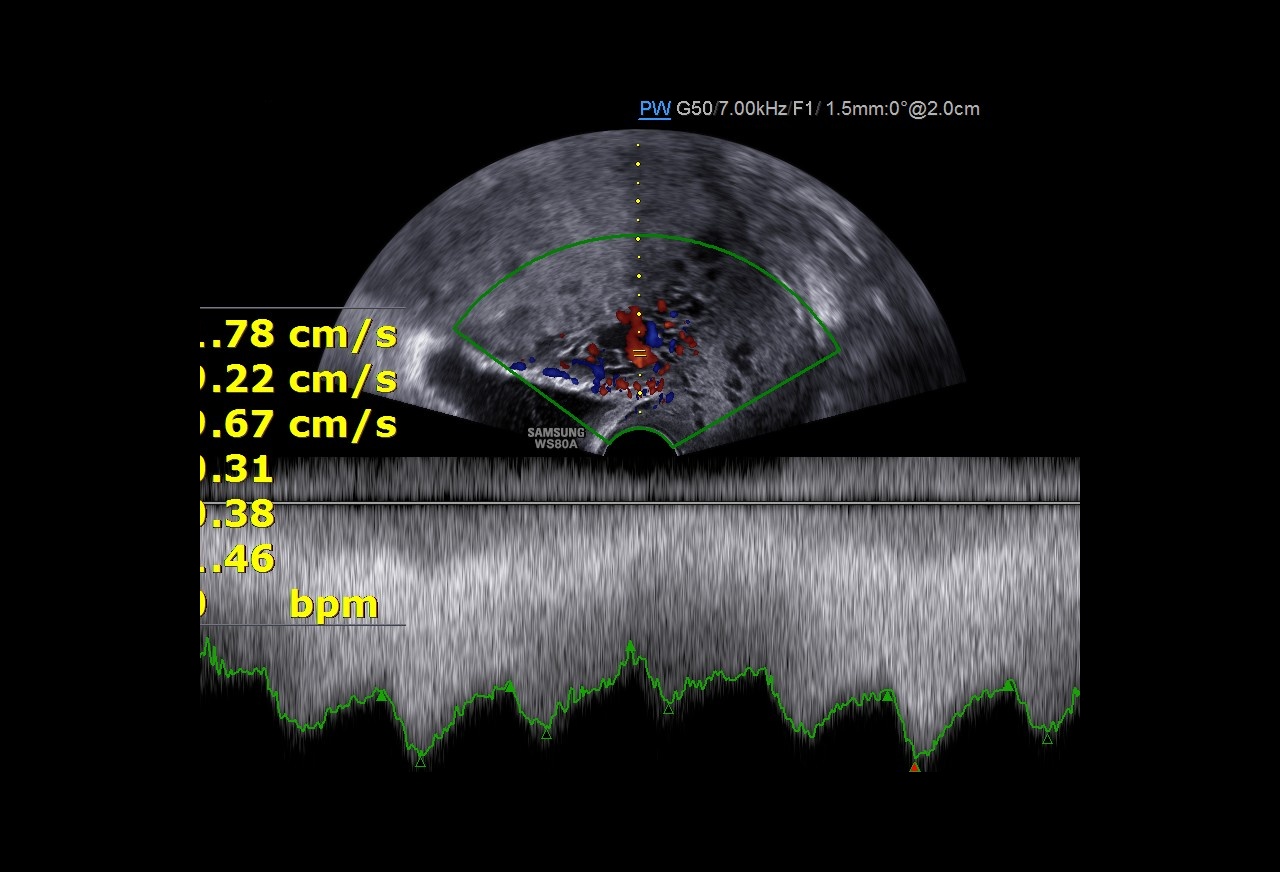 PW G50/7.00kHz/F1/ 1.5mm:0°@2.0cm
.78 cm/s
.22 cm/s
.67 cm/s
.31
.38
.46
bpm
SAMSUNG
WS80A